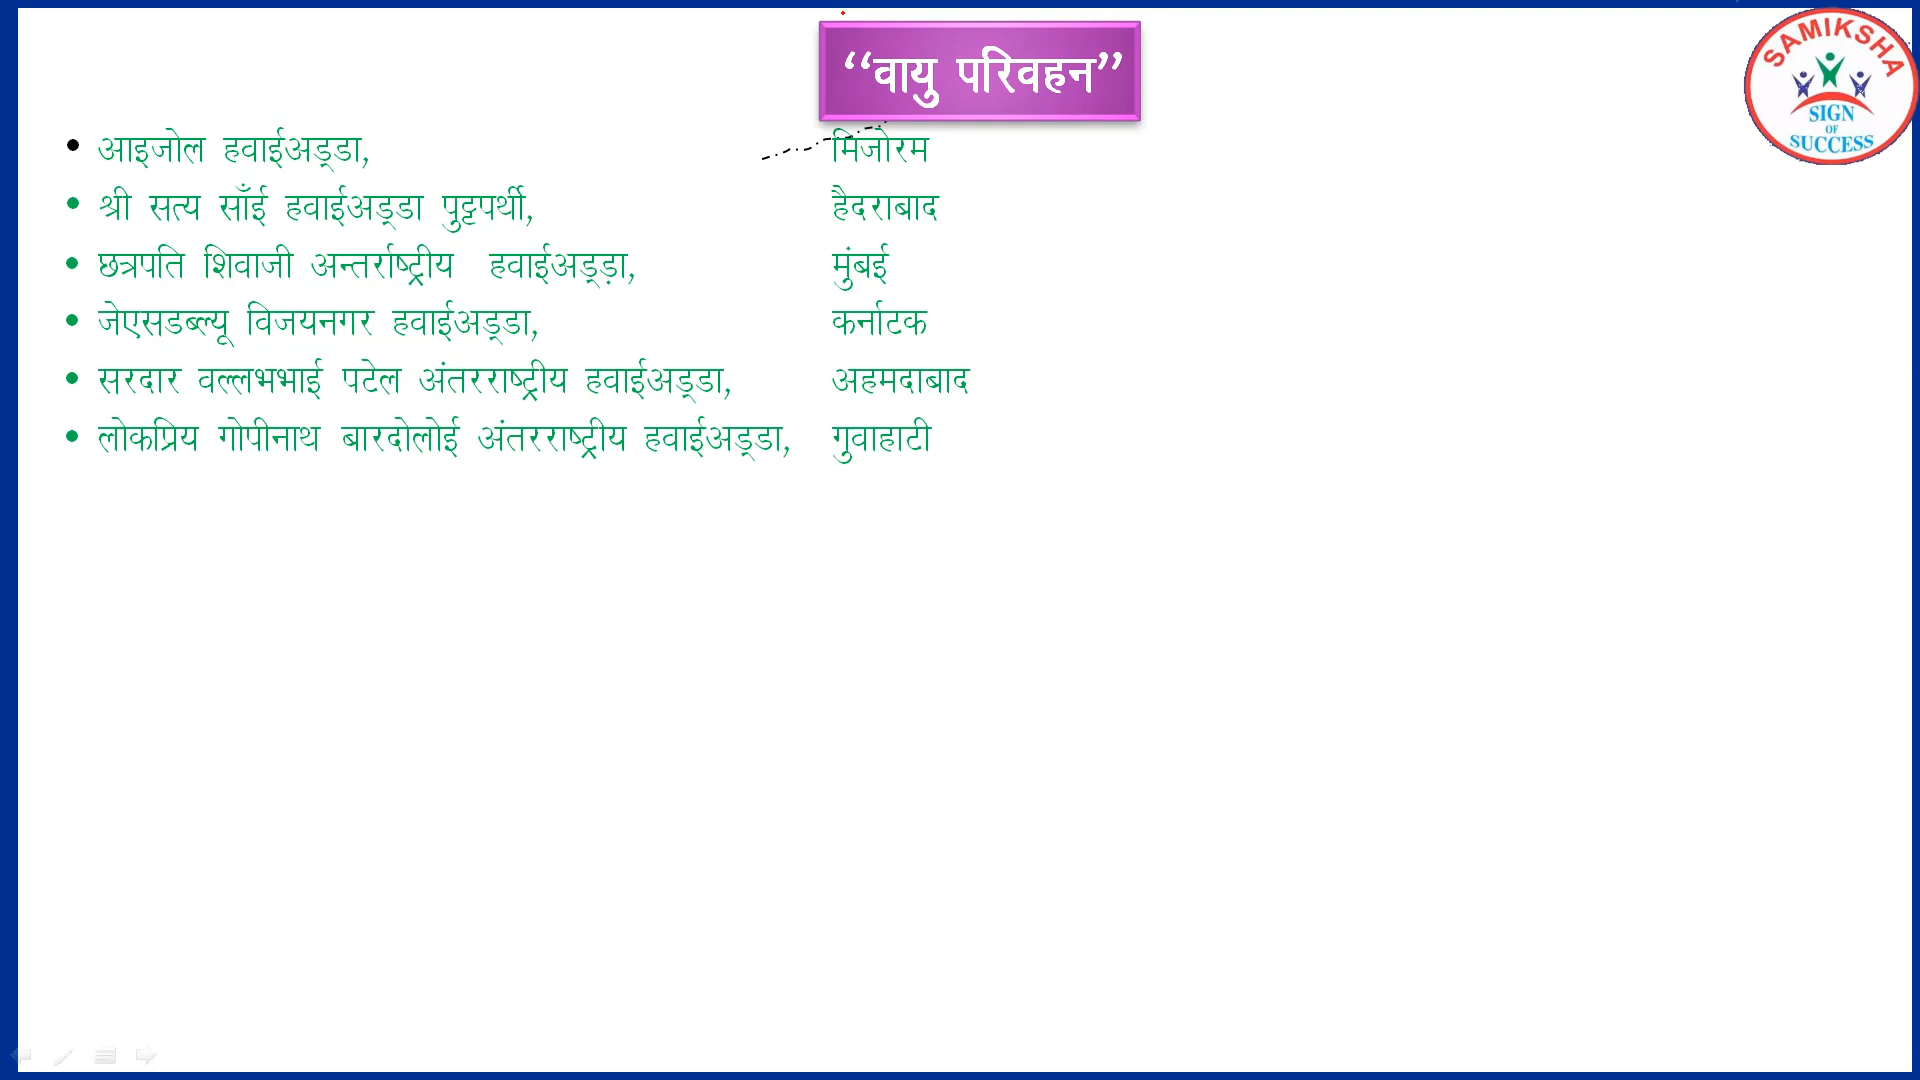 “वायु परिवहन”
SAMIKSHA
SIGN
OF
SUCCESS
• आइजोल हवाईअड्डा, मिजोरम
• श्री सत्य साँई हवाईअड्डा पुट्टपर्थी, हैदराबाद
• छत्रपति शिवाजी अन्तर्राष्ट्रीय हवाईअड्ड़ा, मुंबई
• जेएसडब्ल्यू विजयनगर हवाईअड्डा, कर्नाटक
• सरदार वल्लभभाई पटेल अंतरराष्ट्रीय हवाईअड्डा, अहमदाबाद
• लोकप्रिय गोपीनाथ बारदोलोई अंतरराष्ट्रीय हवाईअड्डा, गुवाहाटी